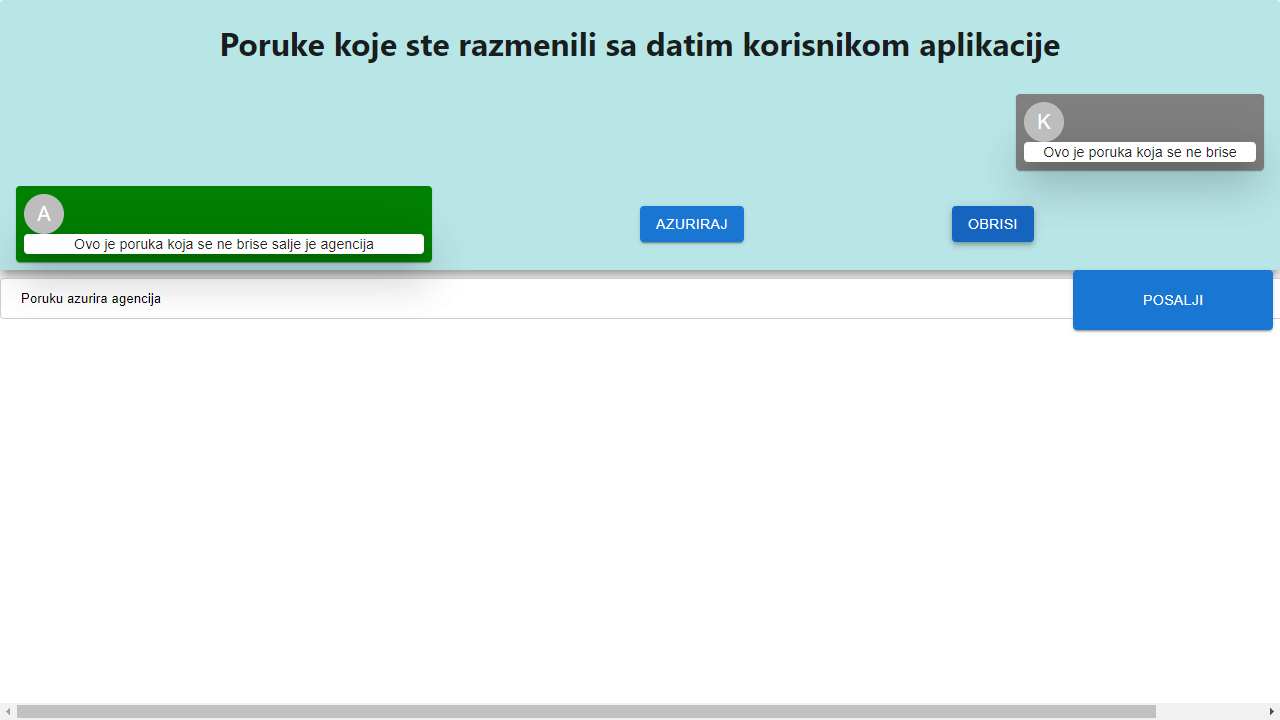 Poruke koje ste razmenili sa datim korisnikom aplikacije
K
Ovo je poruka koja se ne brise
A
Ovo je poruka koja se ne brise salje je agencija
AZURIRAJ
OBRISI
Poruku azurira agencija
POSALJI